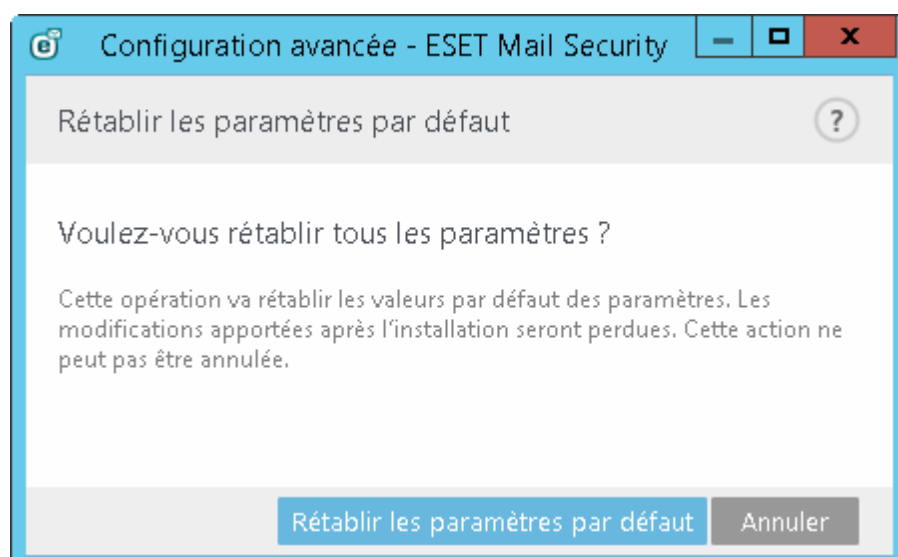 Configuration avancée - ESET Mail Security
Rétablir les paramètres par défaut
?
Voulez-vous rétablir tous les paramètres ?
Cette opération va rétablir les valeurs par défaut des paramètres. Les
modifications apportées après l'installation seront perdues. Cette action ne
peut pas être annulée.
Rétablir les paramètres par défaut Annuler